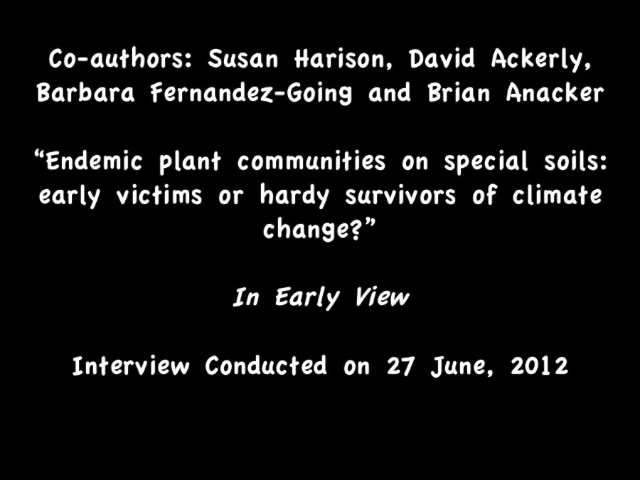 Co-authors: Susan Harison, David Ackerly,
Barbara Fernandez-Going and Brian Anacker
“Endemic plant communities on special soils:
early victims or hardy survivors of climate
change?”
In Early View
Interview Conducted on 27 June, 2012